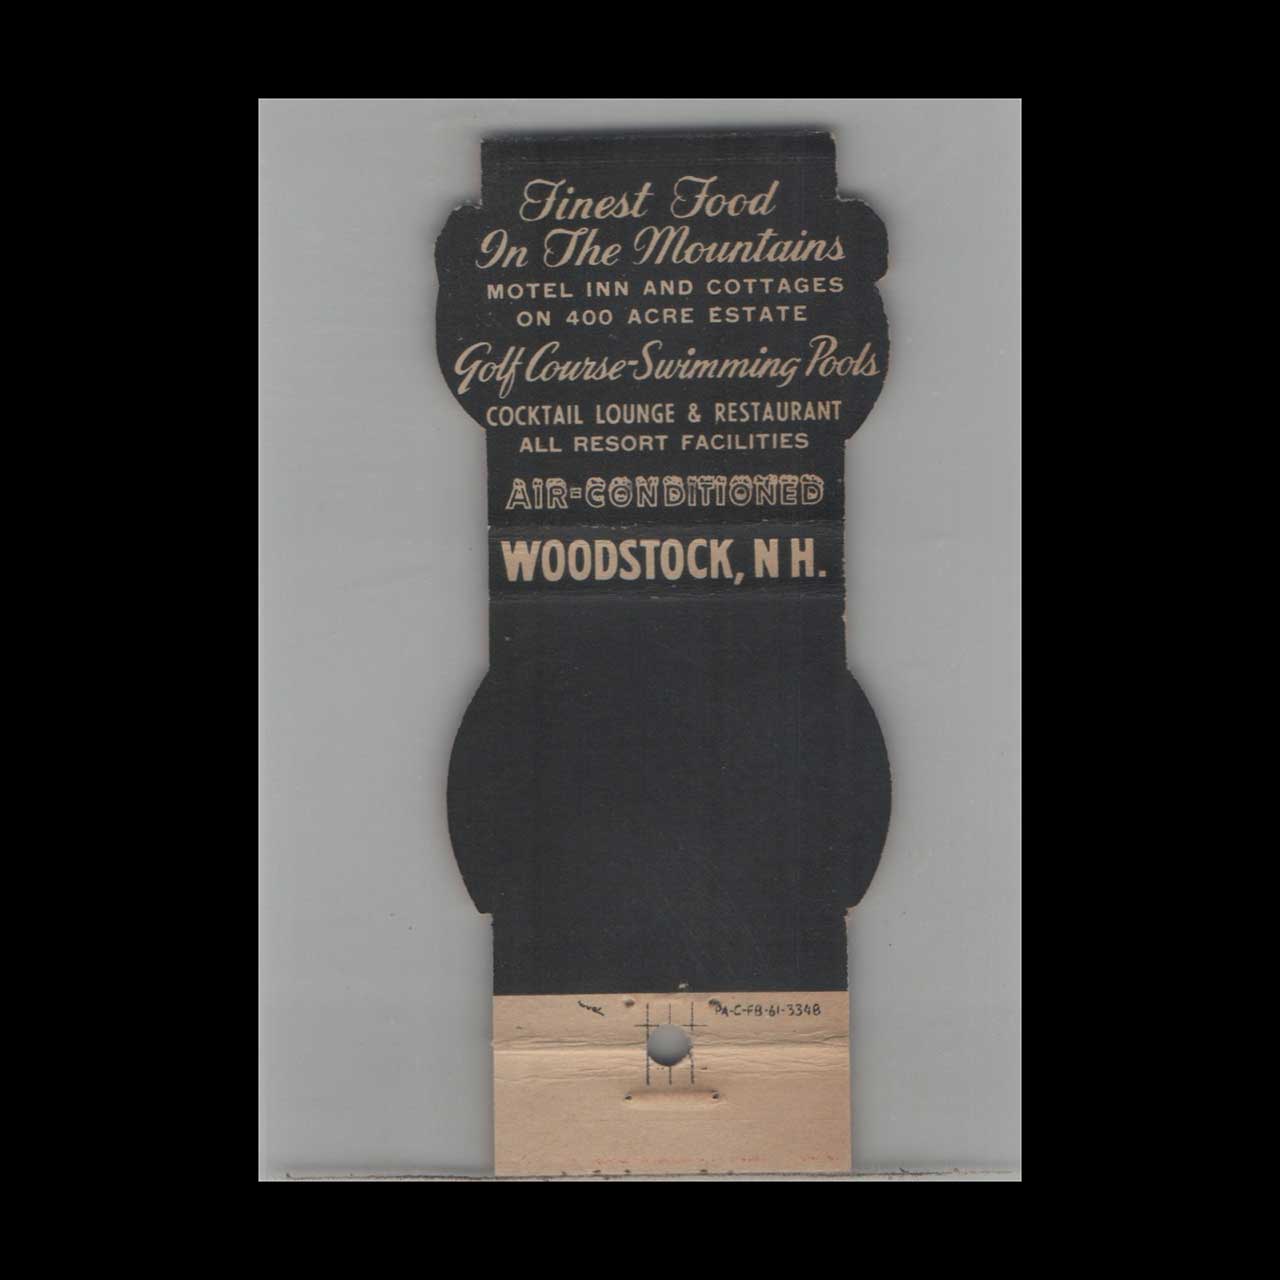 Finest Food
In The Mountains
MOTEL INN AND COTTAGES
ON 400 ACRE ESTATE
Golf Course-Swimming Pools
COCKTAIL LOUNGE & RESTAURANT
ALL RESORT FACILITIES
AIR-CONDITIONED
WOODSTOCK, N H.
PA-C-FB-61-3348